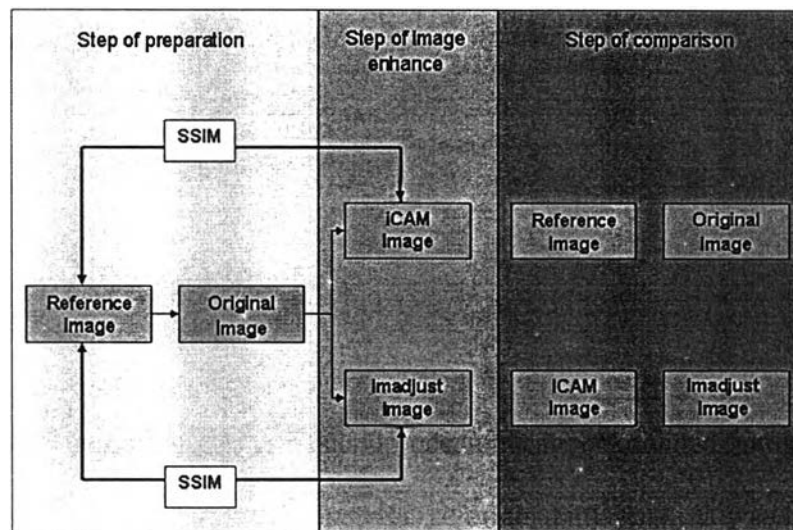 Step of preparation
Step of Image
enhance
Step of comparison
SSIM
iCAM
Image
Reference
Image
Original
Image
Reference
Image
Original
Image
Imadjust
Image
iCAM
Image
Imadjust
Image
SSIM